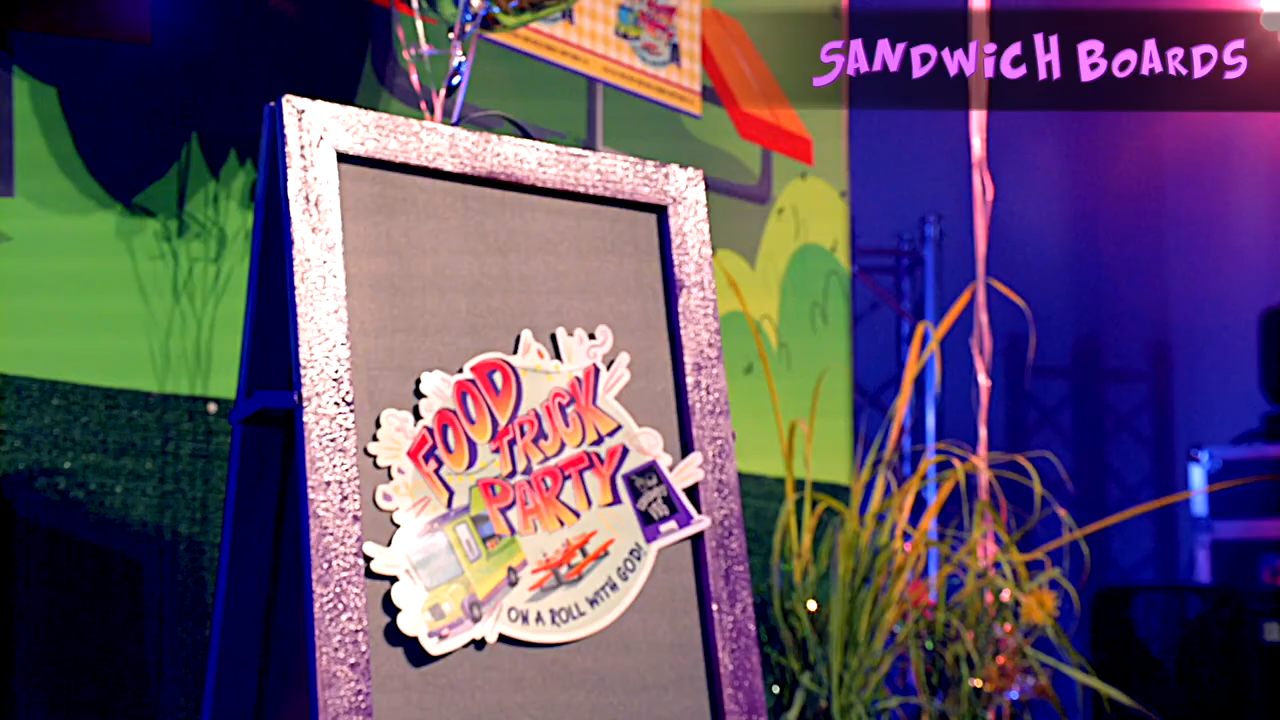 SANDWICH BOARDS
FOOD
TRUCK
PARTY
ON A ROLL WITH GOD!